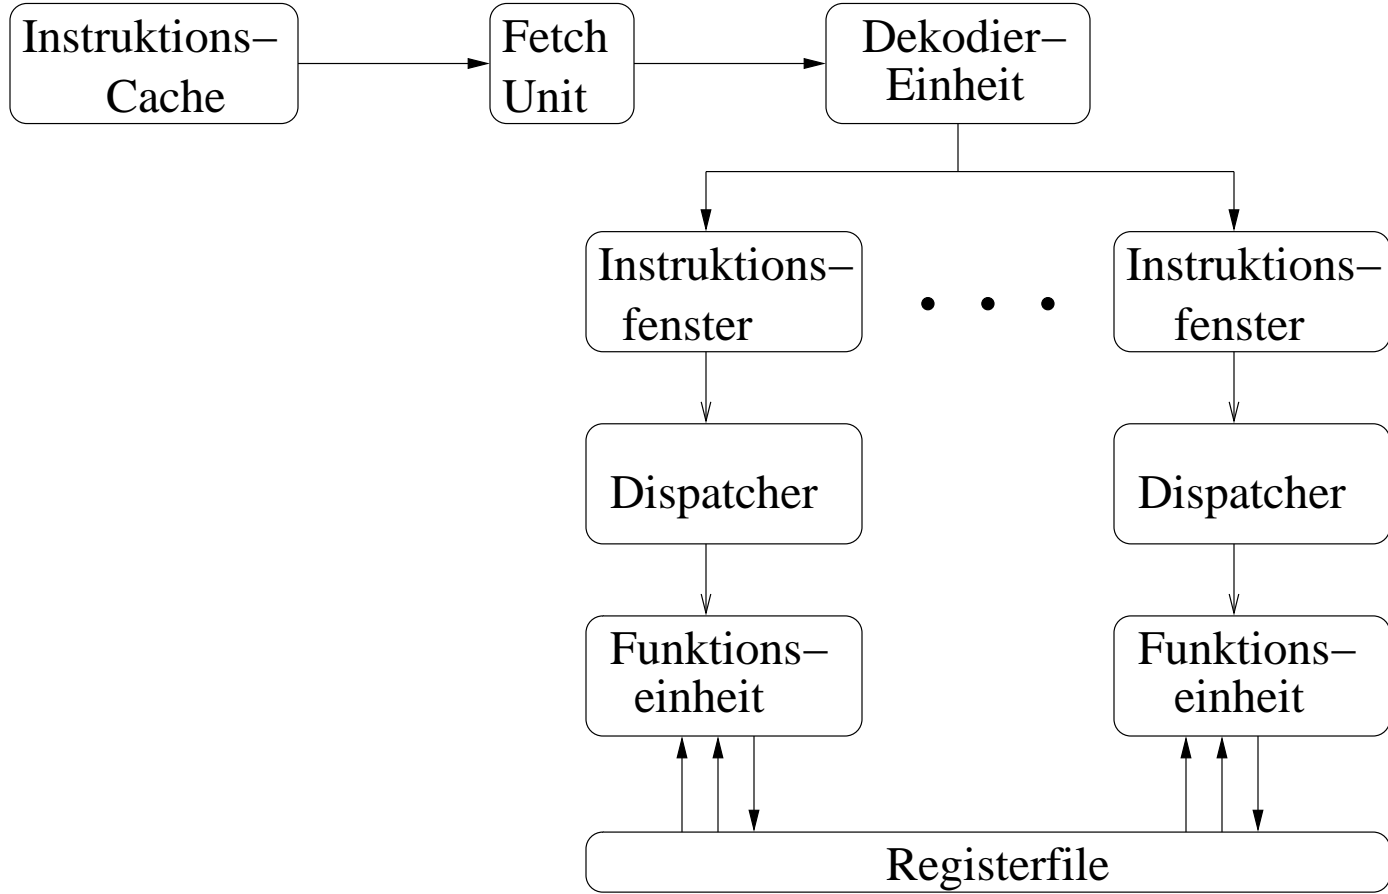 Instruktions–
Cache
Fetch
Unit
Dekodier–
Einheit
Instruktions–
fenster
Instruktions–
fenster
Dispatcher
Dispatcher
Funktions–
einheit
Funktions–
einheit
Registerfile